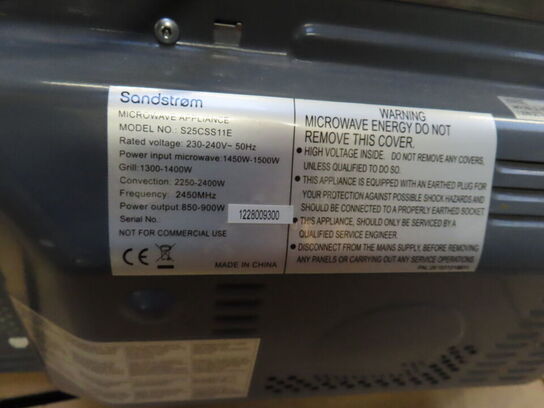 Sandstrøm
MICROWAVE APPLIANCE
MODEL NO.: S25CSS11E
Rated voltage: 230-240V~ 50Hz
Power input microwave:1450W-1500W
Grill:1300-1400W
Convection: 2250-2400W
Frequency: 2450MHz
Power output:850-900W
Serial No.: 1228009300
NOT FOR COMMERCIAL USE
CE
MADE IN CHINA
WARNING
MICROWAVE ENERGY DO NOT
REMOVE THIS COVER.
● HIGH VOLTAGE INSIDE. DO NOT REMOVE ANY COVERS,
UNLESS QUALIFIED TO DO SO.
● THIS APPLIANCE IS EQUIPPED WITH AN EARTHED PLUG FOR
YOUR PROTECTION AGAINST POSSIBLE SHOCK HAZARDS AND
SHOULD BE CONNECTED TO A PROPERLY EARTHED SOCKET
● THIS APPLIANCE, SHOULD ONLY BE SERVICED BY A
QUALIFIED SERVICE ENGINEER.
● DISCONNECT FROM THE MAINS SUPPLY, BEFORE REMOVING
ANY PANELS OR CARRYING OUT ANY SERVICE OPERATIONS.